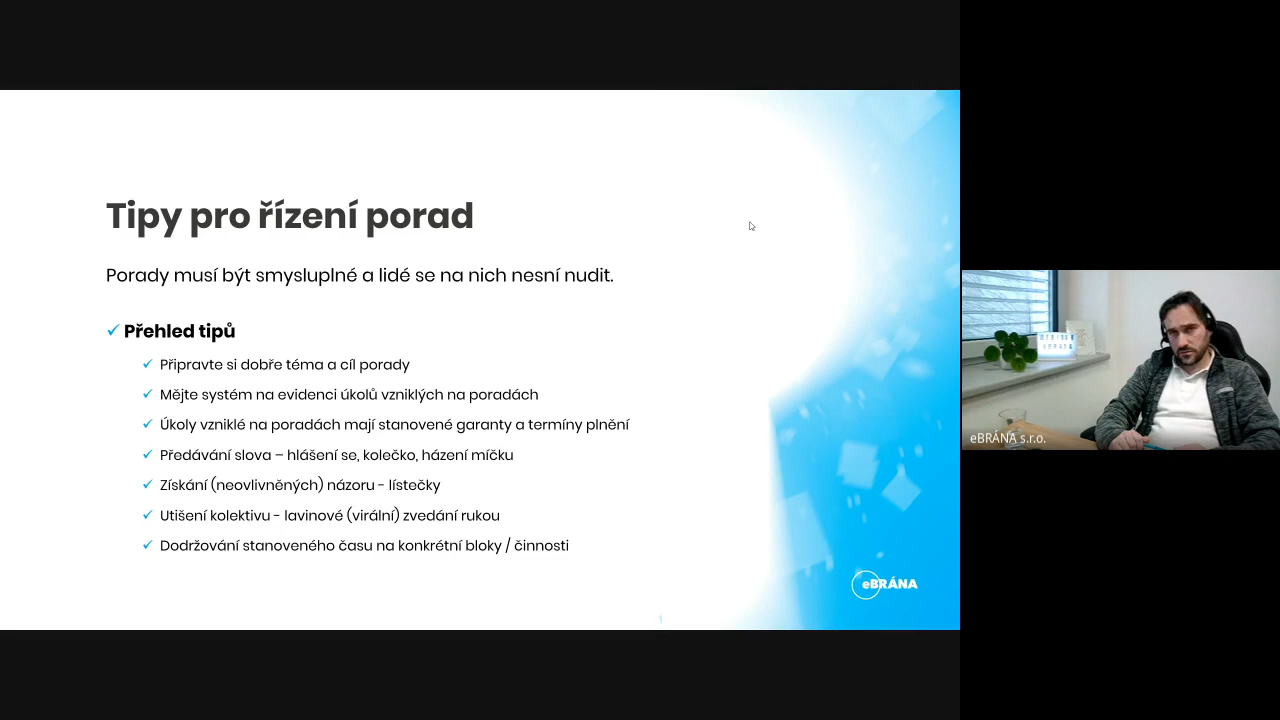 Tipy pro řízení porad
Porady musí být smysluplné a lidé se na nich nesní nudit.
Přehled tipů
Připravte si dobře téma a cíl porady
Mějte systém na evidenci úkolů vzniklých na poradách
Úkoly vzniklé na poradách mají stanovené garanty a termíny plnění
Předávání slova – hlášení se, kolečko, házení míčku
Získání (neovlivněných) názoru - lístečky
Utišení kolektivu - lavinové (virální) zvedání rukou
Dodržování stanoveného času na konkrétní bloky / činnosti
eBRÁNA
eBRÁNA s.r.o.